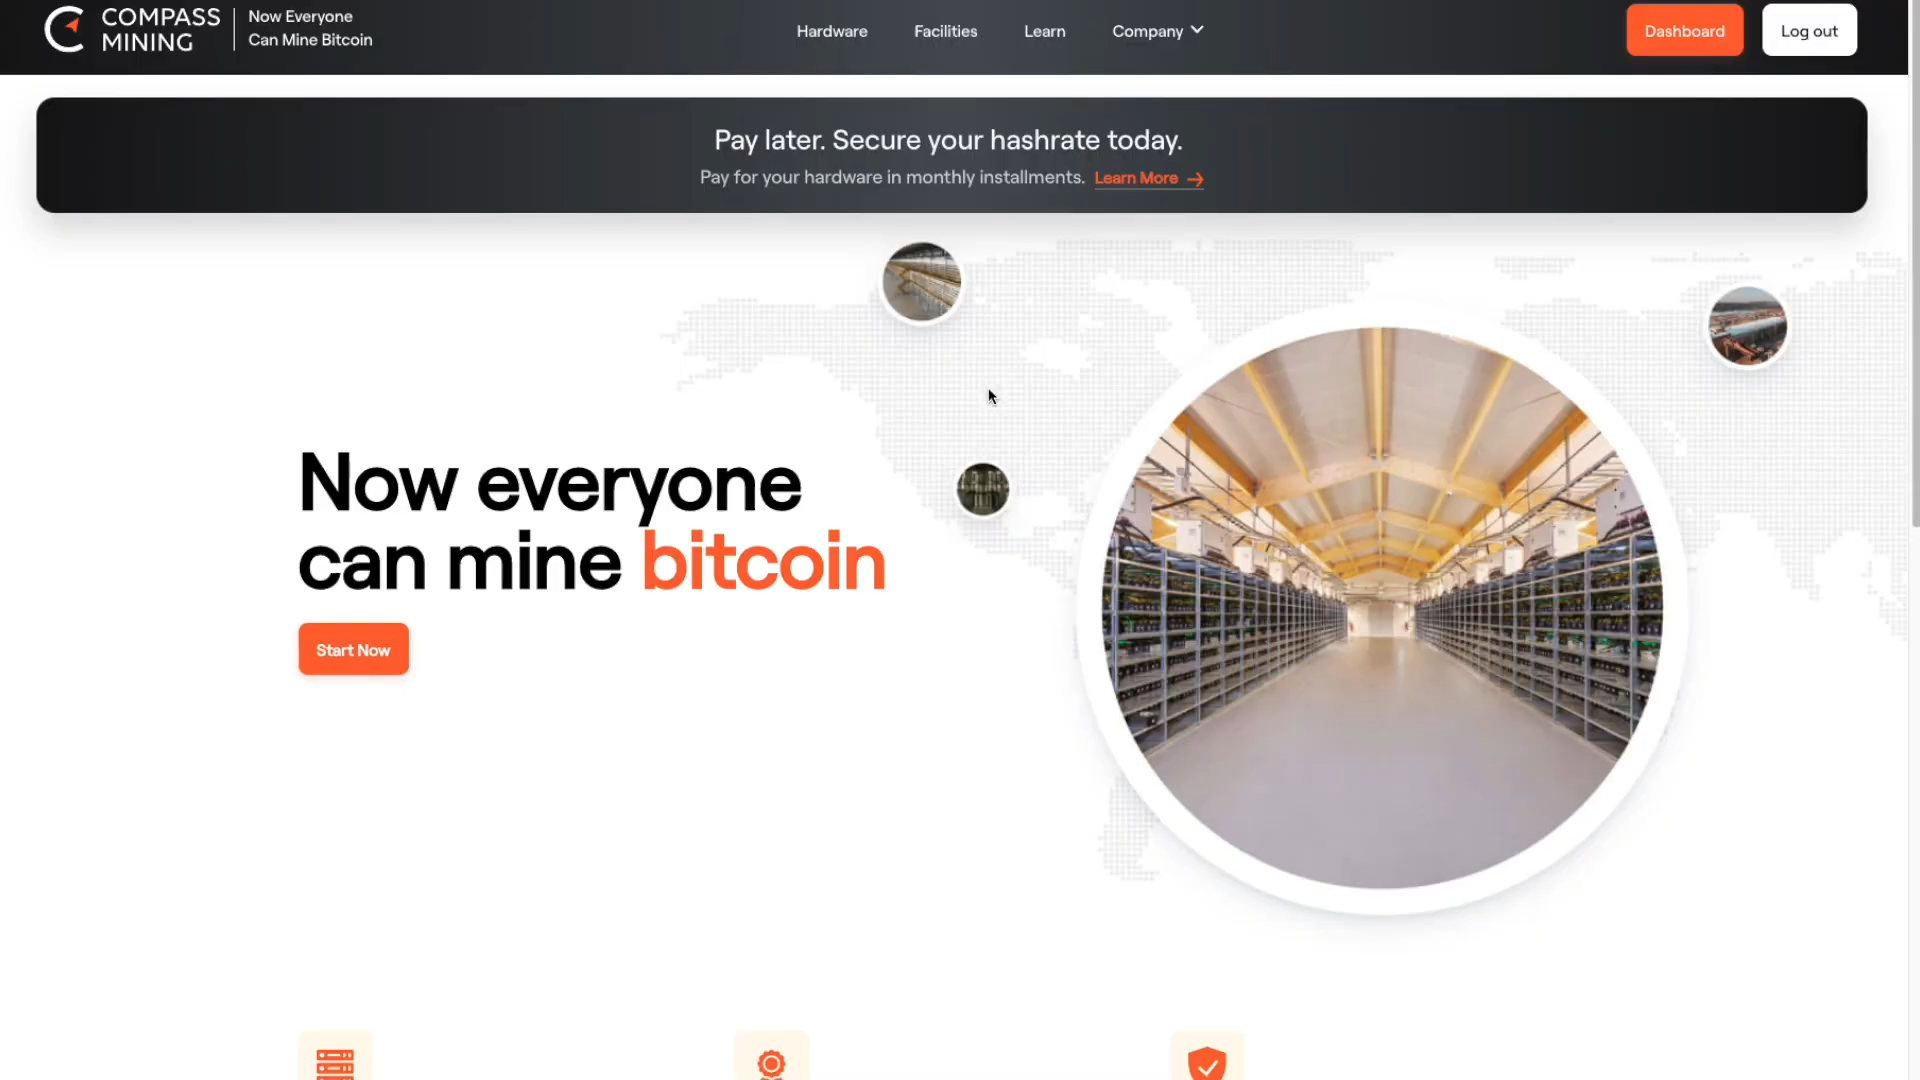 COMPASS
MINING
Now Everyone
Can Mine Bitcoin
Hardware
Facilities
Learn
Company
Dashboard
Log out
Pay later. Secure your hashrate today.
Pay for your hardware in monthly installments. Learn More →
Now everyone
can mine bitcoin
Start Now